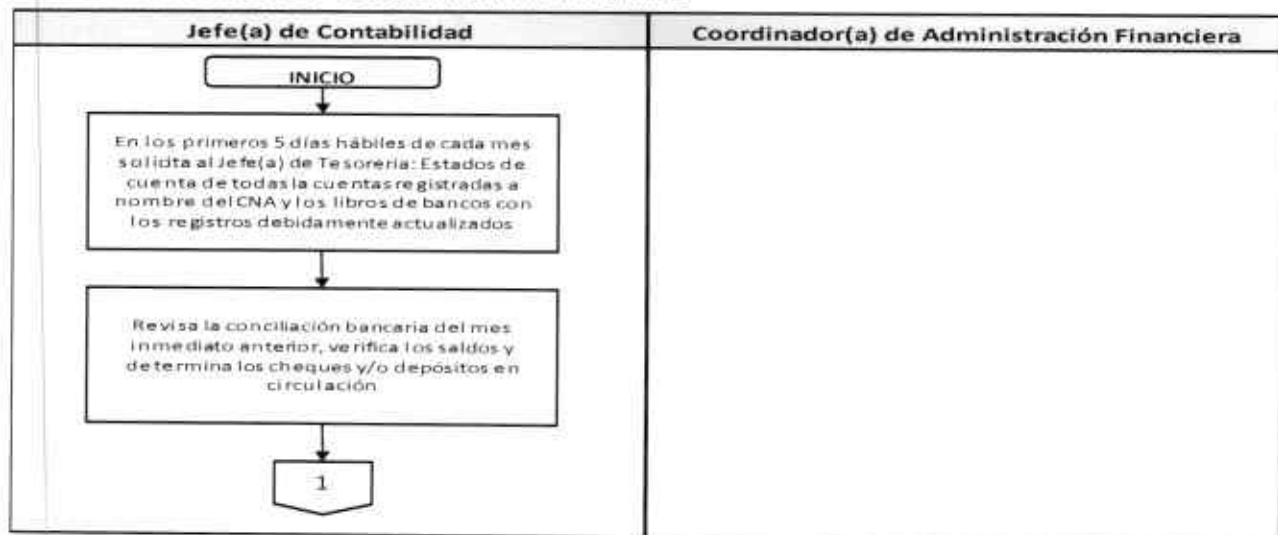 Jefe(a) de Contabilidad
Coordinador(a) de Administración Financiera
INICIO
En los primeros 5 días hábiles de cada mes
solicita al Jefe(a) de Tesorería: Estados de
cuenta de todas la cuentas registradas a
nombre del CNA y los libros de bancos con
los registros debidamente actualizados
Revisa la conciliación bancaria del mes
inmediato anterior, verifica los saldos y
determina los cheques y/o depósitos en
circulación
1